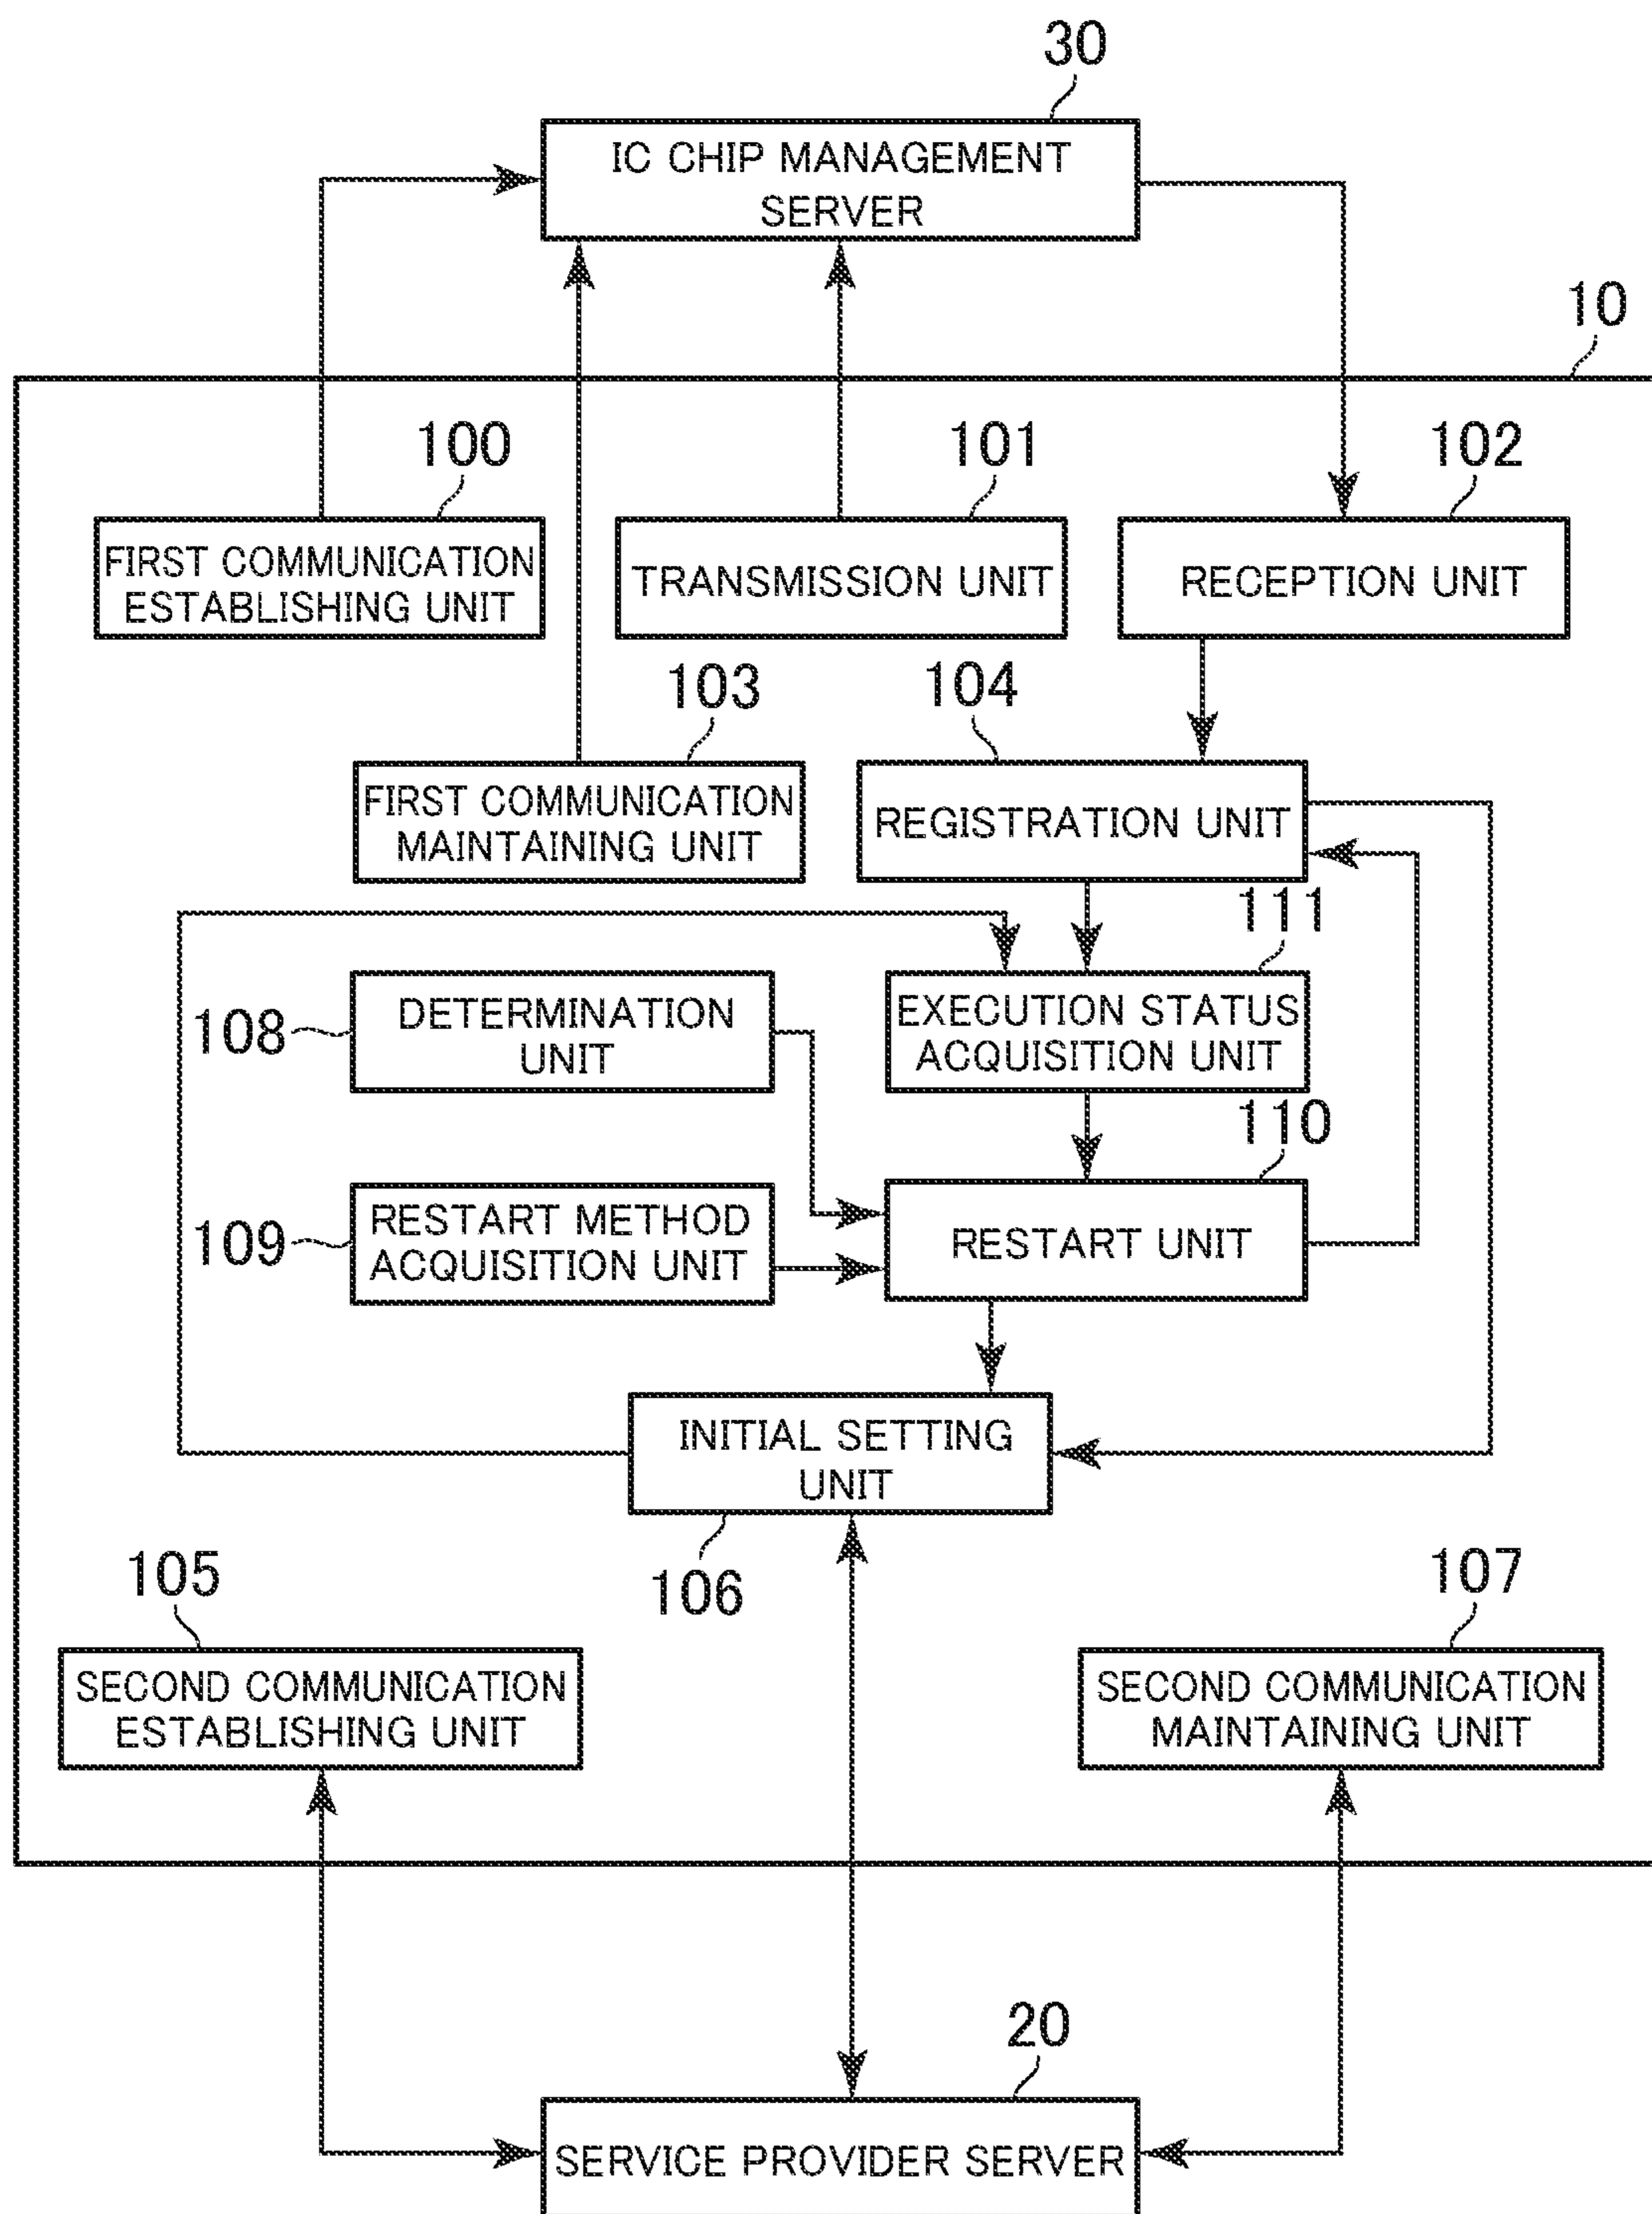 30
IC CHIP MANAGEMENT
SERVER
10
100
101
102
FIRST COMMUNICATION
ESTABLISHING UNIT
TRANSMISSION UNIT
RECEPTION UNIT
103
104
FIRST COMMUNICATION
MAINTAINING UNIT
REGISTRATION UNIT
111
108
DETERMINATION
UNIT
EXECUTION STATUS
ACQUISITION UNIT
110
109
RESTART METHOD
ACQUISITION UNIT
RESTART UNIT
INITIAL SETTING
UNIT
106
105
107
SECOND COMMUNICATION
ESTABLISHING UNIT
SECOND COMMUNICATION
MAINTAINING UNIT
20
SERVICE PROVIDER SERVER